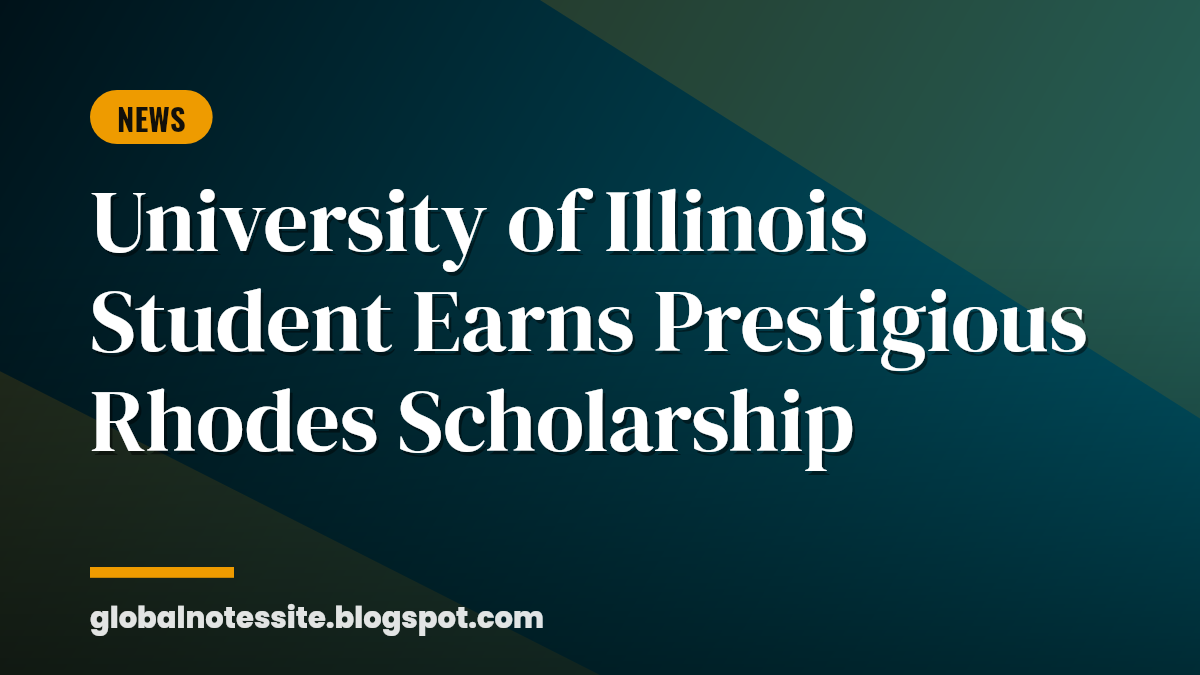 NEWS
University of Illinois
Student Earns Prestigious
Rhodes Scholarship
globalnotessite.blogspot.com